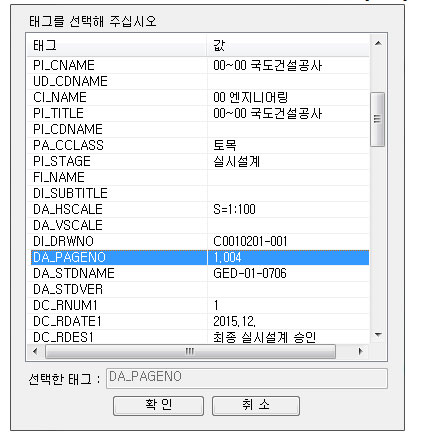 태그를 선택해 주십시오
태그 값
PI_CNAME 00~00 국도건설공사
UD_CDNAME
CI_NAME 00 엔지니어링
PI_TITLE 00~00 국도건설공사
PI_CDNAME
PA_CCLASS 토목
PI_STAGE 실시설계
FI_NAME
DI_SUBTITLE
DA_HSCALE S=1:100
DA_VSCALE
DI_DRWNO C0010201-001
DA_PAGENO 1,004
DA_STDNAME GED-01-0706
DA_STDVER
DC_RNUM1 1
DC_RDATE1 2015,12,
DC_RDES1 최종 실시설계 승인
선택한 태그 : DA_PAGENO
확 인 취 소